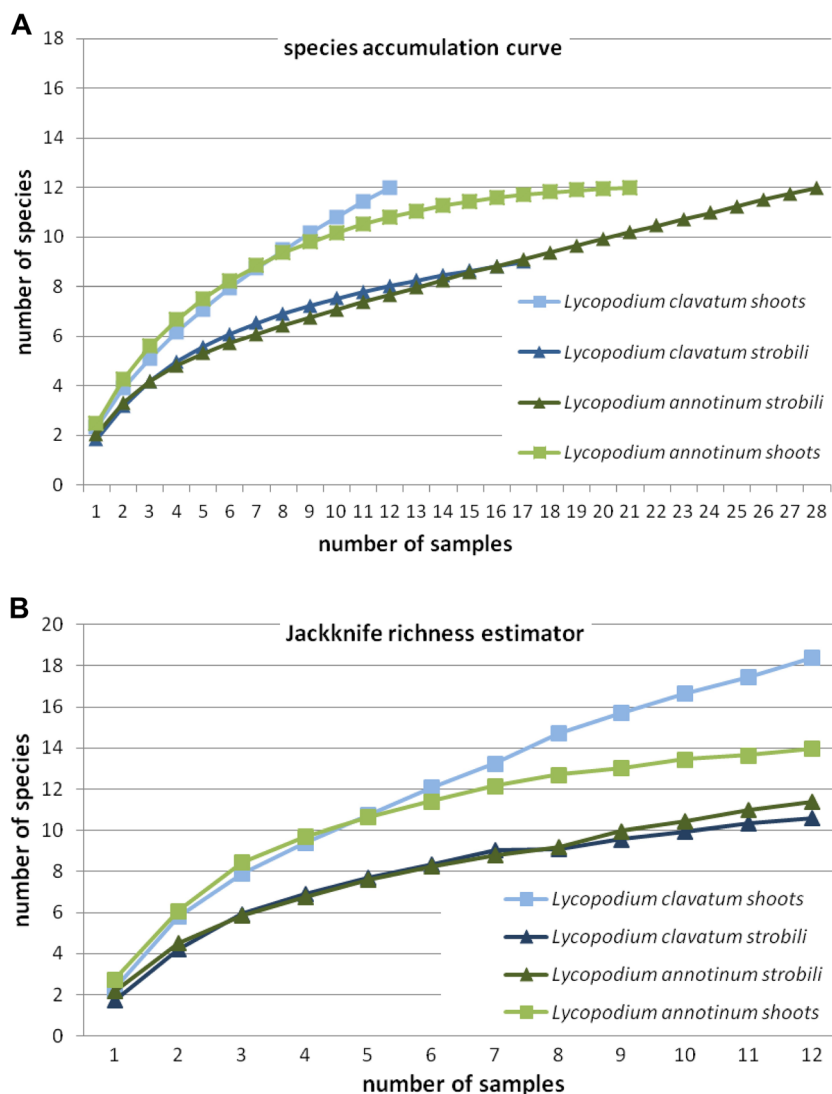 A
species accumulation curve
18
16
14
12
10
8
6
4
2
0
number of species
Lycopodium clavatum shoots
Lycopodium clavatum strobili
Lycopodium annotinum strobili
Lycopodium annotinum shoots
1 2 3 4 5 6 7 8 9 10 11 12 13 14 15 16 17 18 19 20 21 22 23 24 25 26 27 28
number of samples
B
Jackknife richness estimator
20
18
16
14
12
10
8
6
4
2
0
number of species
Lycopodium clavatum shoots
Lycopodium clavatum strobili
Lycopodium annotinum strobili
Lycopodium annotinum shoots
1 2 3 4 5 6 7 8 9 10 11 12
number of samples